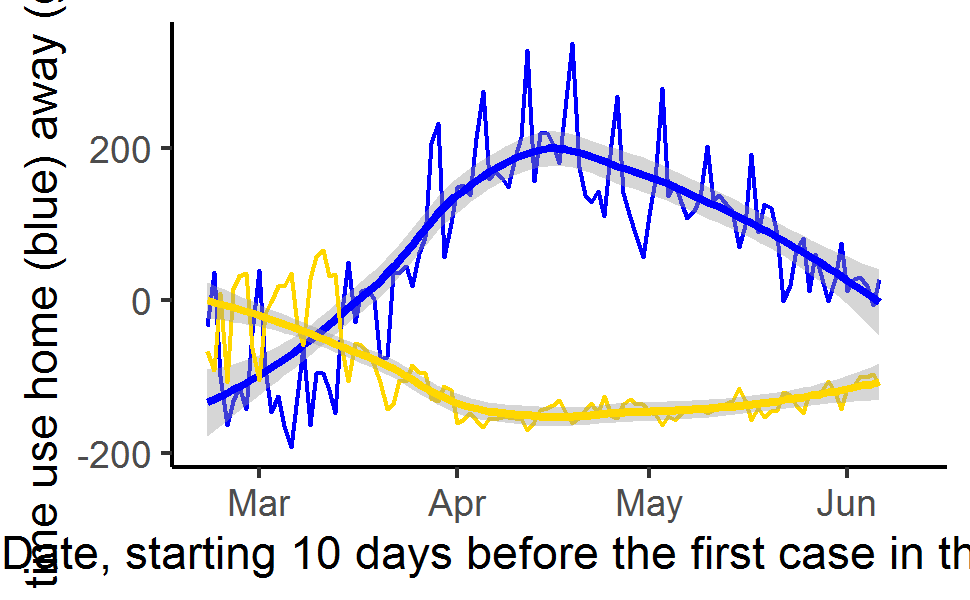 time use home (blue) away (
200
0
-200
Mar Apr May Jun
Date, starting 10 days before the first case in th